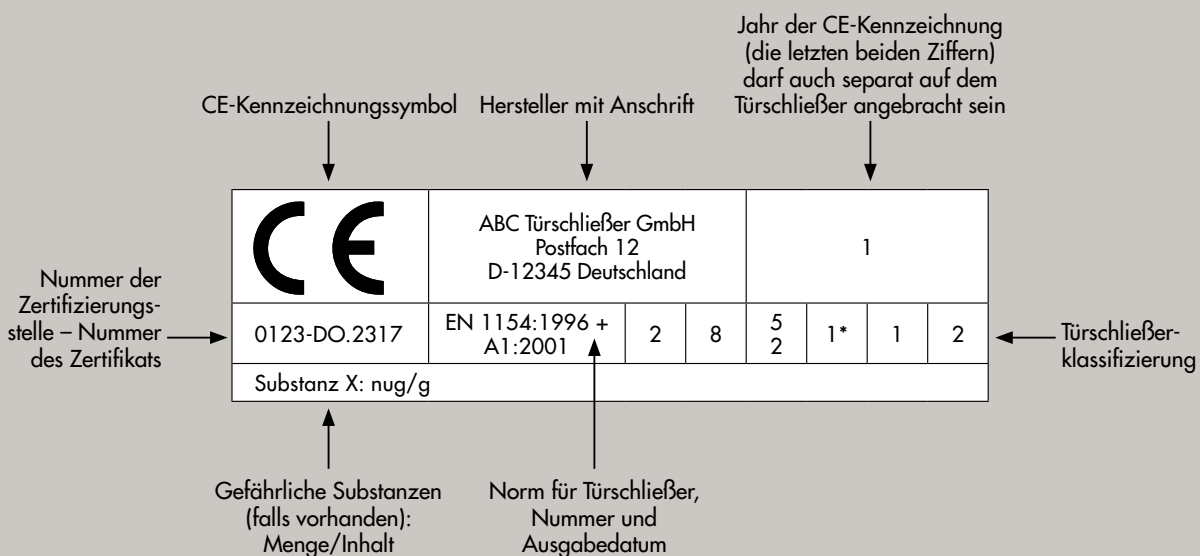 Jahr der CE-Kennzeichnung
(die letzten beiden Ziffern)
darf auch separat auf dem
Türschließer angebracht sein
CE-Kennzeichnungssymbol
Hersteller mit Anschrift
CE
ABC Türschließer GmbH
Postfach 12
D-12345 Deutschland
1
Nummer der
Zertifizierungs-
stelle – Nummer
des Zertifikats
0123-DO.2317
EN 1154:1996 +
A1:2001
2
8
5
2
1*
1
2
Türschließer-
klassifizierung
Substanz X: nug/g
Gefährliche Substanzen
(falls vorhanden):
Menge/Inhalt
Norm für Türschließer,
Nummer und
Ausgabedatum